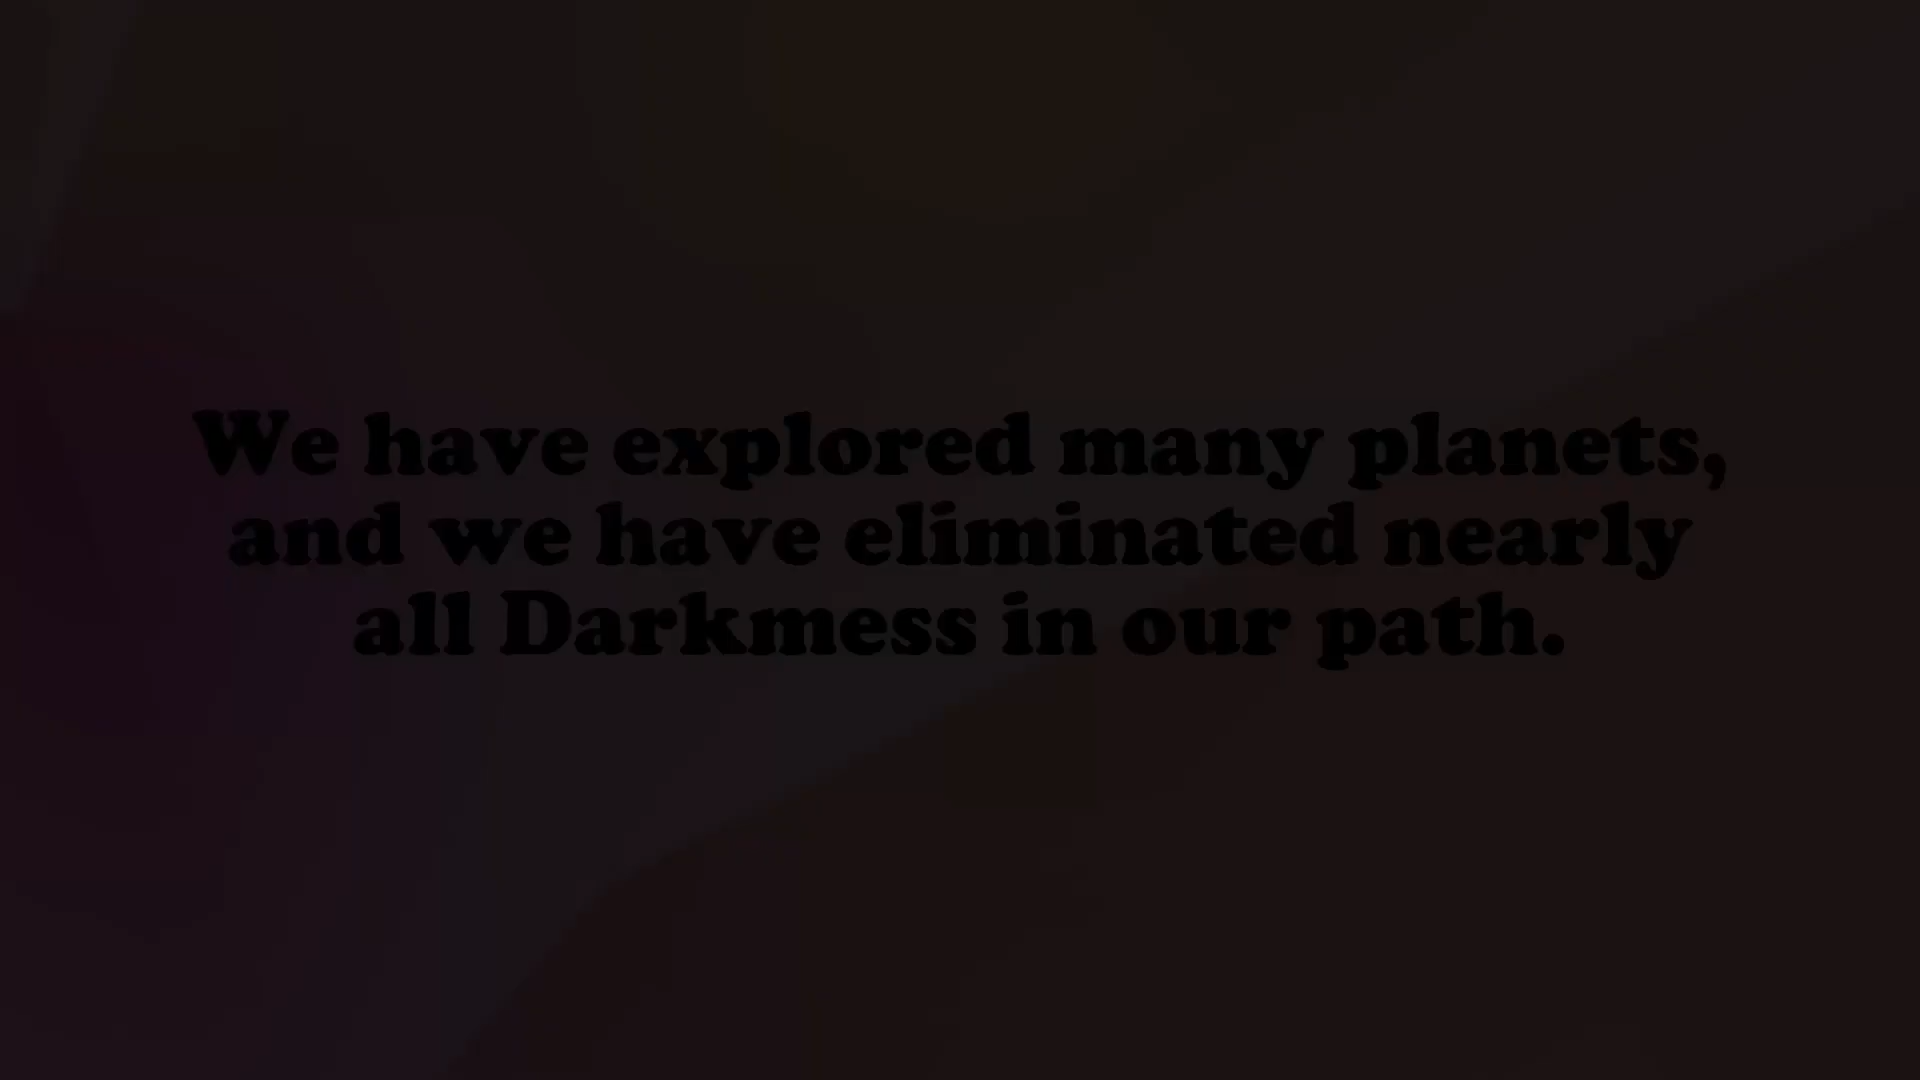 We have explored many planets,
and we have eliminated nearly
all Darkmess in our path.